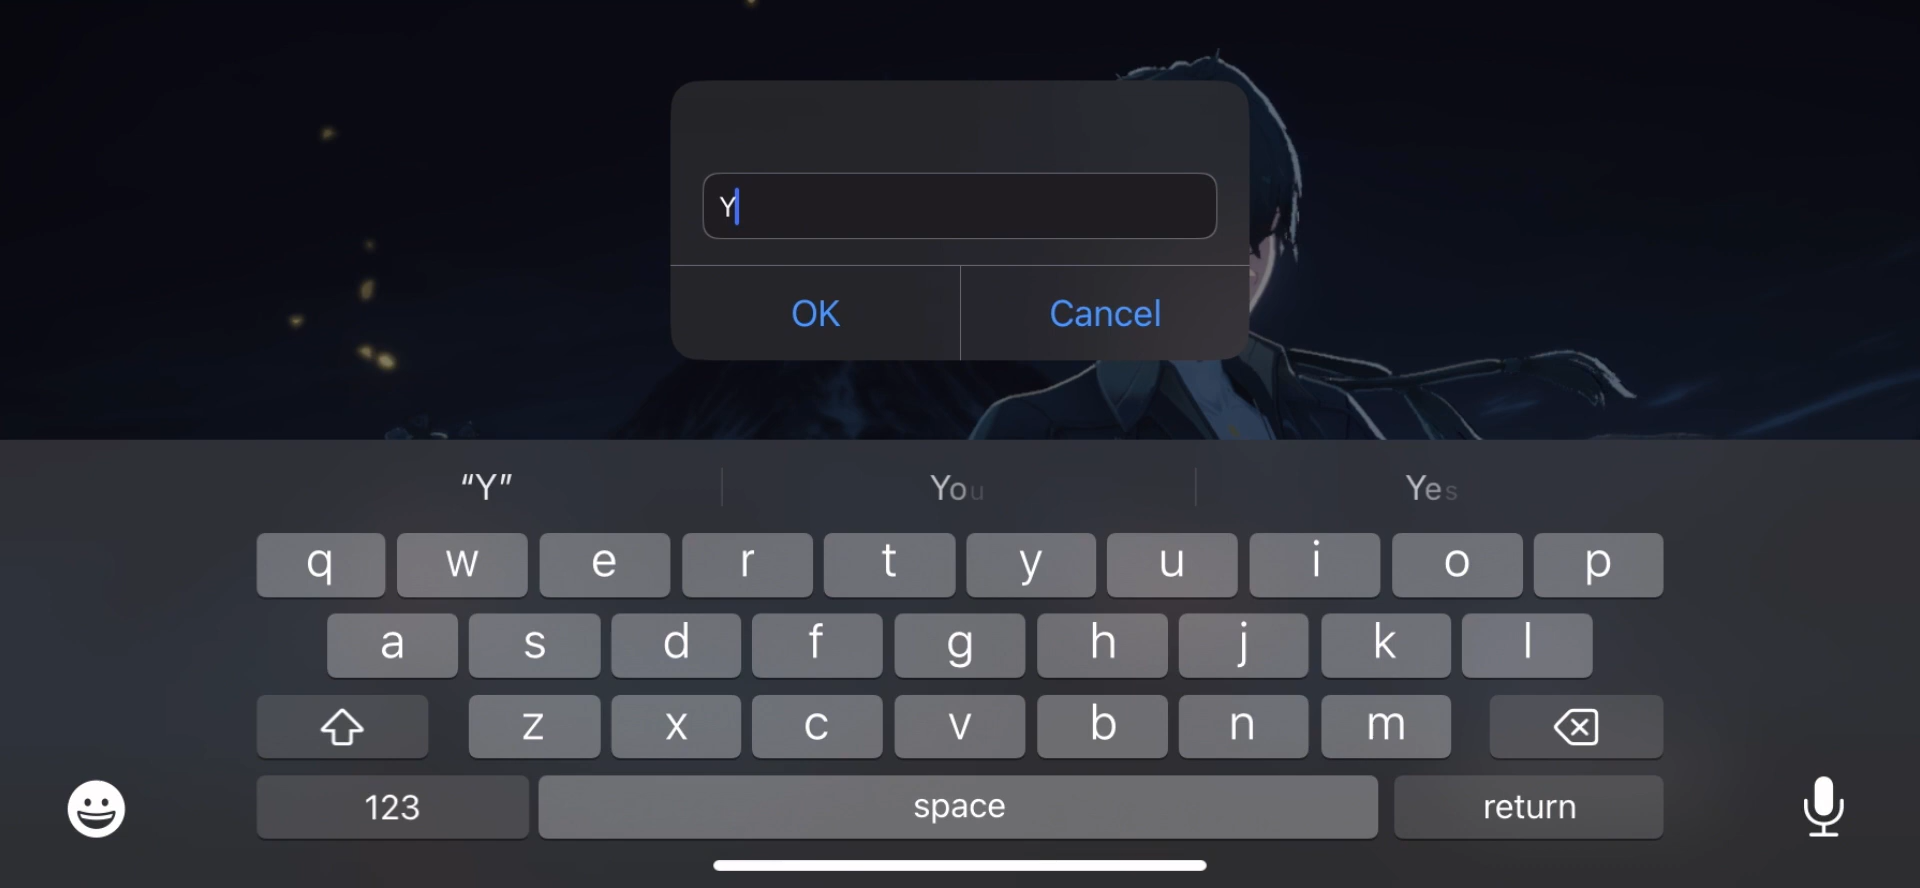 Y
OK Cancel
“Y” You Yes
q w e r t y u i o p
a s d f g h j k l
z x c v b n m
123 space return